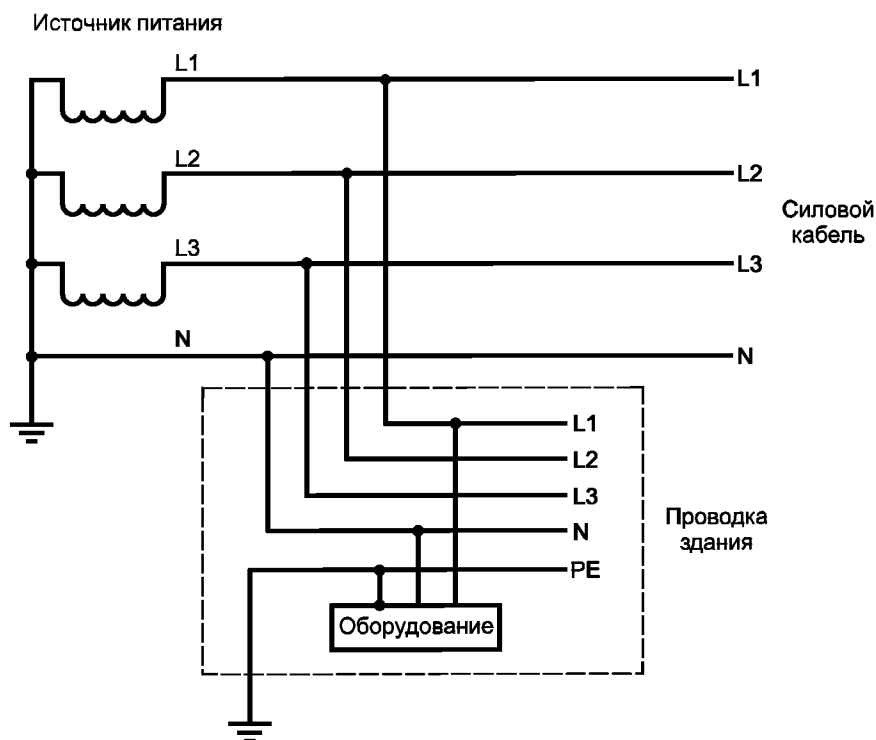 Источник питания
L1
L1
L2
L2
Силовой
кабель
L3
L3
N
N
L1
L2
L3
N
Проводка
здания
PE
Оборудование